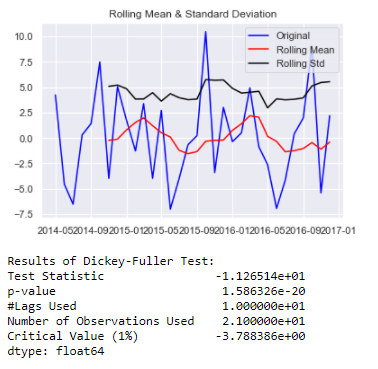 Rolling Mean & Standard Deviation
10.0
7.5
5.0
2.5
0.0
-2.5
-5.0
-7.5
Original
Rolling Mean
Rolling Std
2014-052014-092015-012015-052015-092016-012016-052016-092017-01
Results of Dickey-Fuller Test:
Test Statistic -1.126514e+01
p-value 1.586326e-20
#Lags Used 1.000000e+01
Number of Observations Used 2.100000e+01
Critical Value (1%) -3.788386e+00
dtype: float64